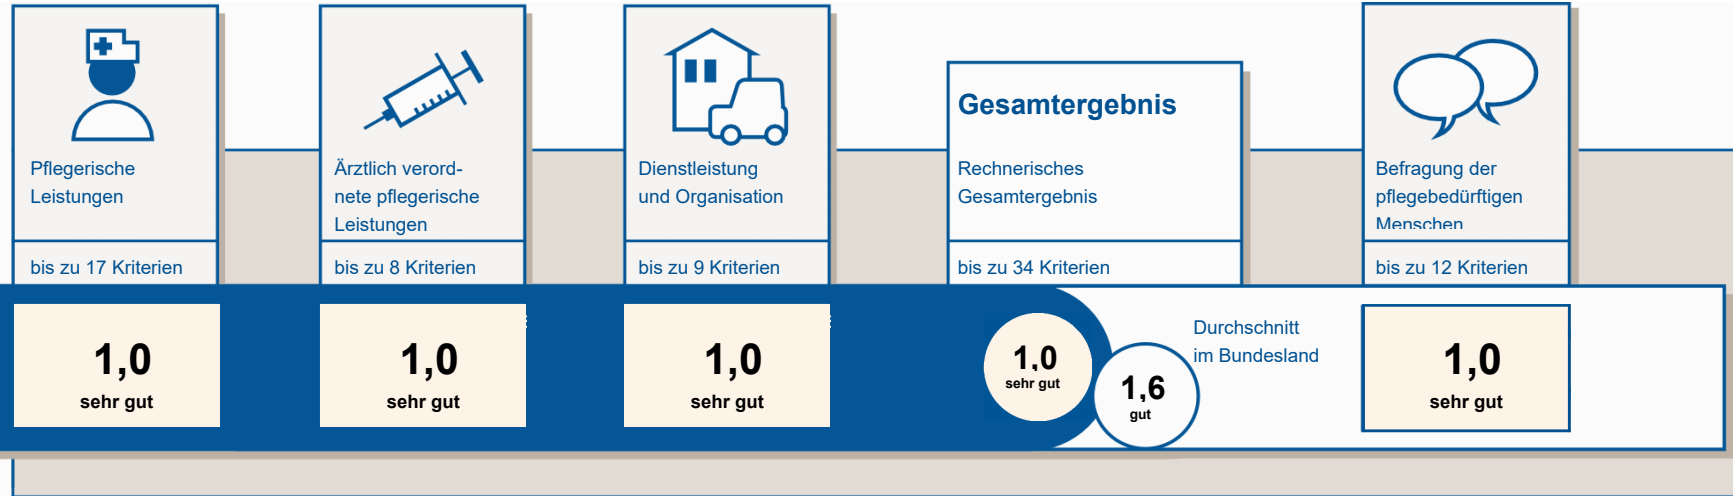 Pflegerische
Leistungen
bis zu 17 Kriterien
1,0
sehr gut
Ärztlich verord-
nete pflegerische
Leistungen
bis zu 8 Kriterien
1,0
sehr gut
Dienstleistung
und Organisation
bis zu 9 Kriterien
1,0
sehr gut
Gesamtergebnis
Rechnerisches
Gesamtergebnis
bis zu 34 Kriterien
1,0
sehr gut
1,6
gut
Durchschnitt
im Bundesland
Befragung der
pflegebedürftigen
Menschen
bis zu 12 Kriterien
1,0
sehr gut